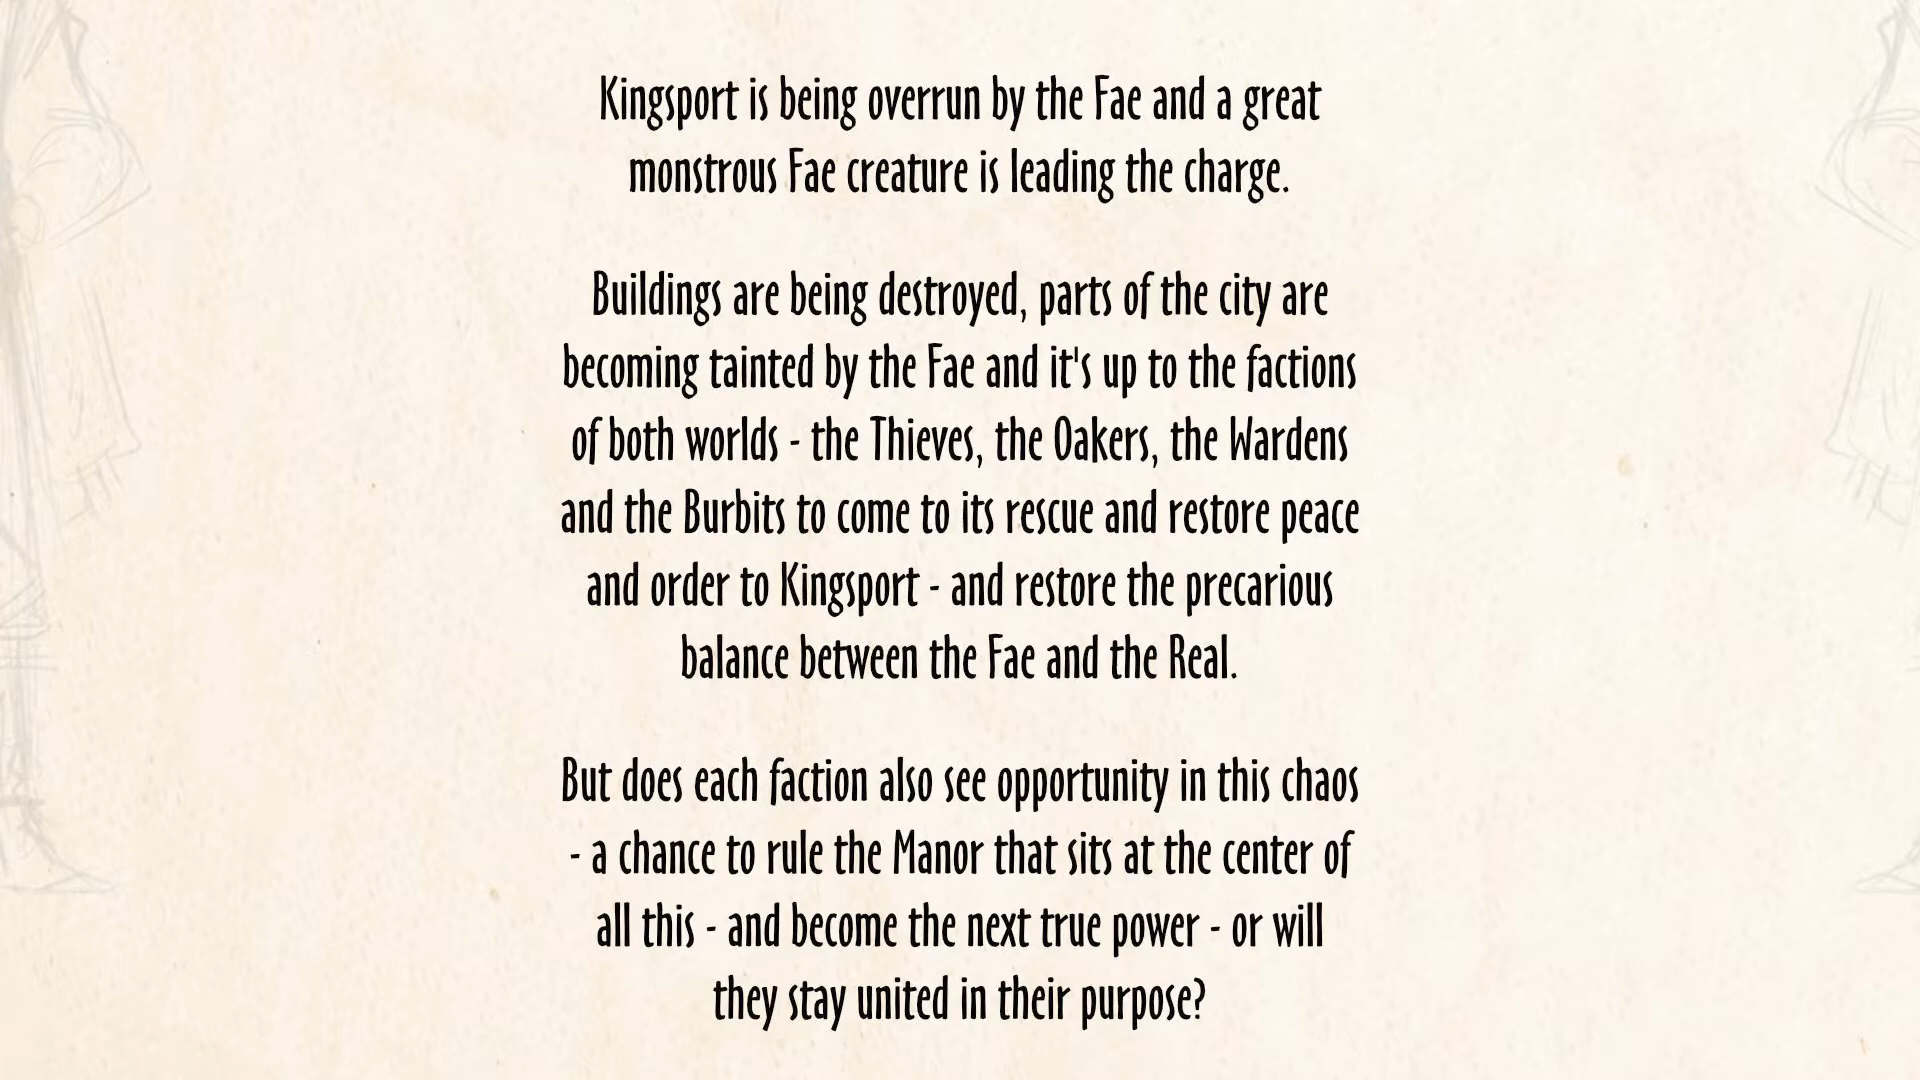 Kingsport is being overrun by the Fae and a great
monstrous Fae creature is leading the charge.
Buildings are being destroyed, parts of the city are
becoming tainted by the Fae and it's up to the factions
of both worlds - the Thieves, the Oakers, the Wardens
and the Burbits to come to its rescue and restore peace
and order to Kingsport - and restore the precarious
balance between the Fae and the Real.
But does each faction also see opportunity in this chaos
- a chance to rule the Manor that sits at the center of
all this - and become the next true power - or will
they stay united in their purpose?